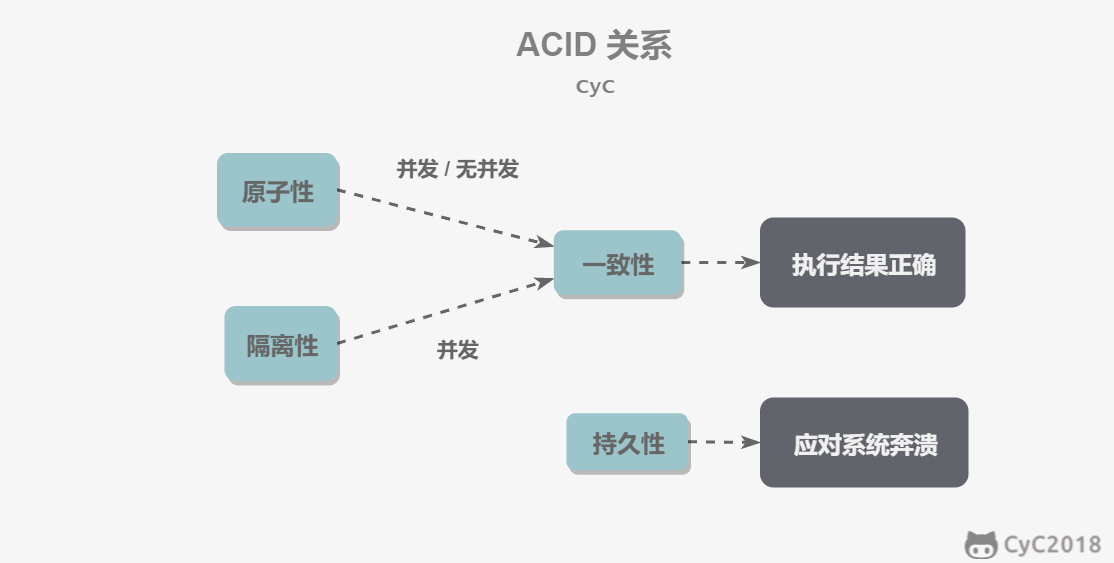 ACID 关系
CyC
原子性
并发 / 无并发
一致性
执行结果正确
隔离性
并发
持久性
应对系统奔溃
CyC2018